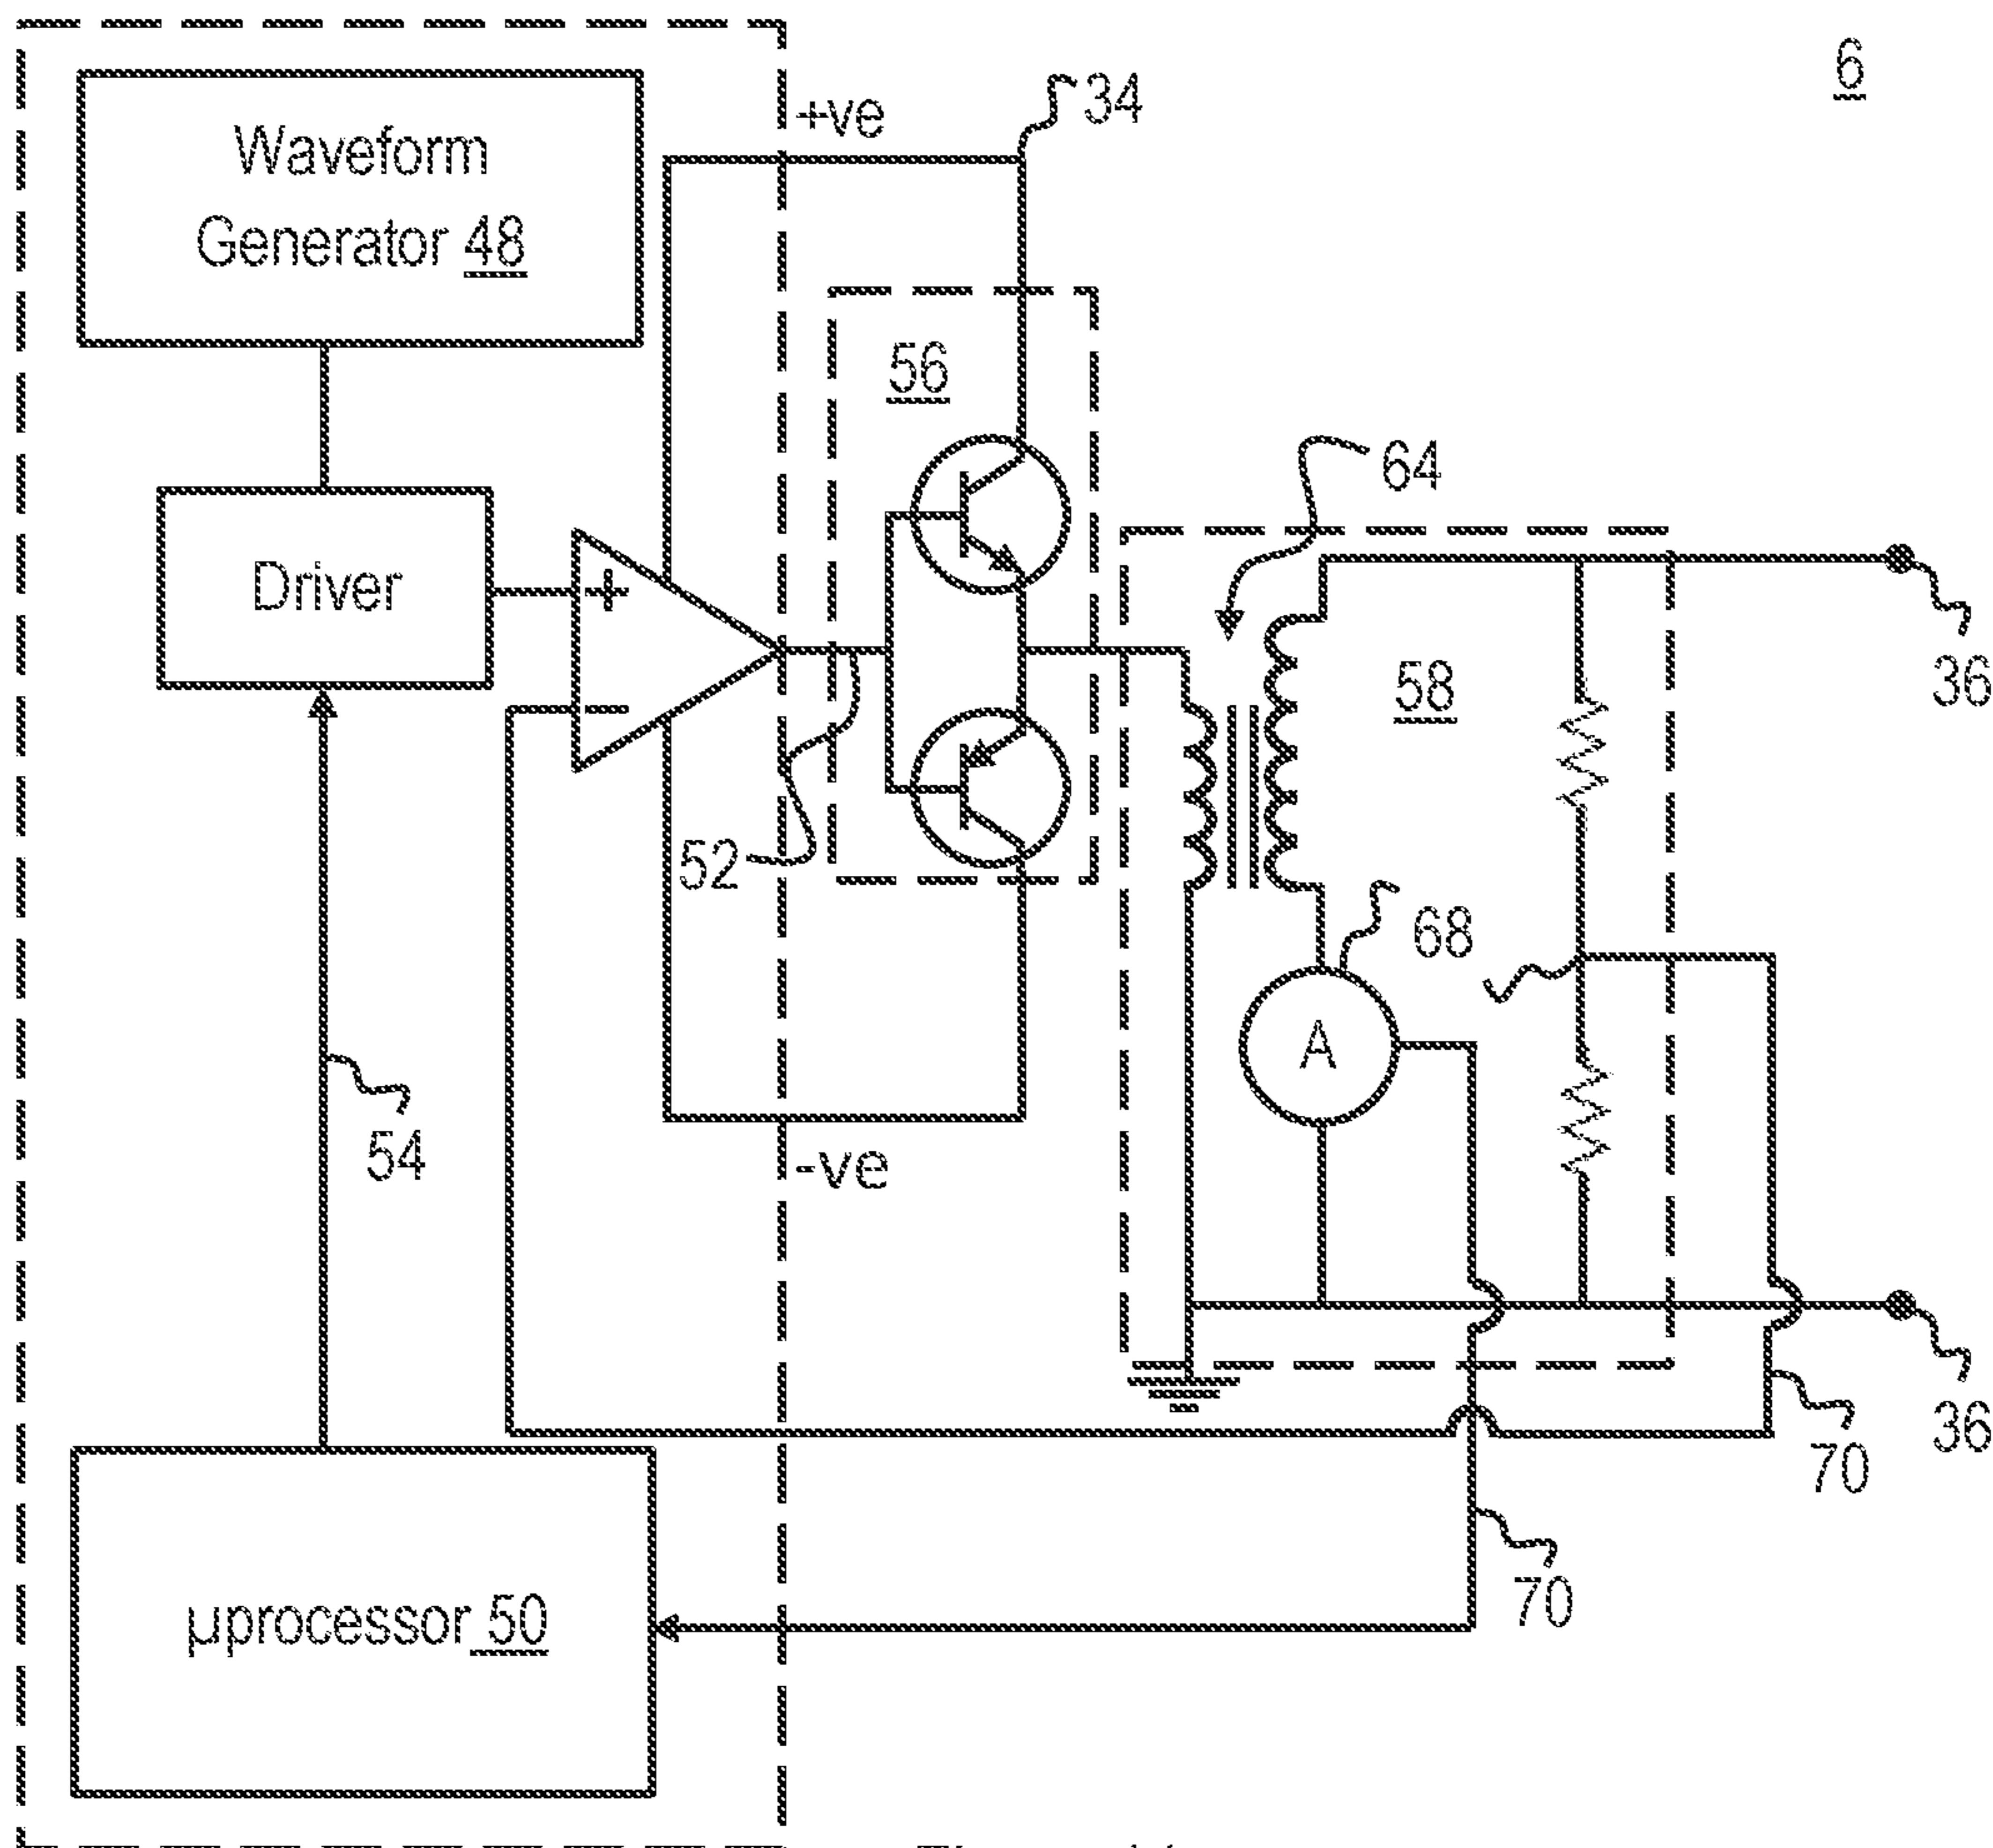 6
34
+ve
Waveform
Generator 48
56
64
Driver
+
-
58
36
52
68
A
54
-ve
36
70
70
µprocessor 50